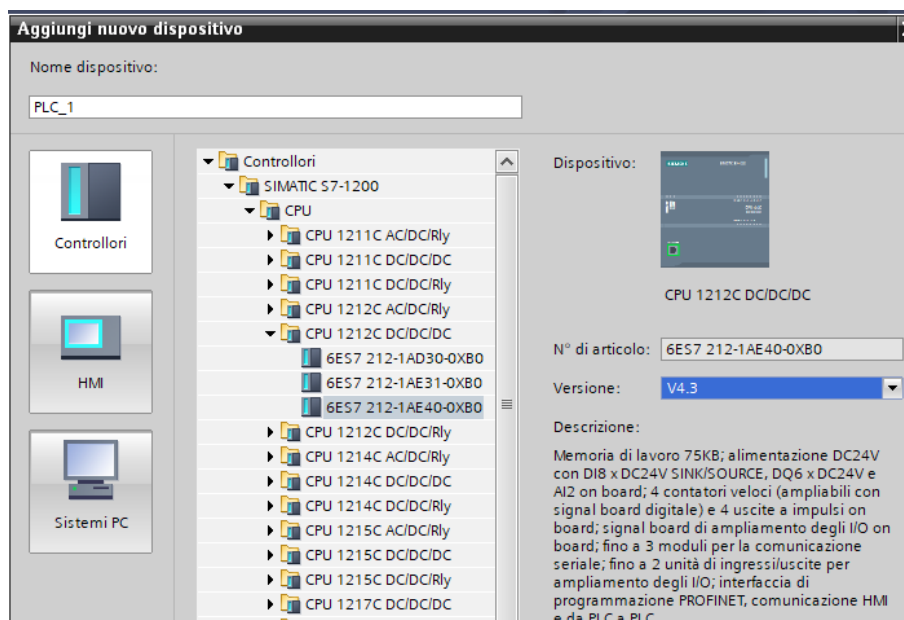 Aggiungi nuovo dispositivo
Nome dispositivo:
PLC_1
Controllori
HMI
Sistemi PC
Controllori
SIMATIC S7-1200
CPU
CPU 1211C AC/DC/Rly
CPU 1211C DC/DC/DC
CPU 1211C DC/DC/Rly
CPU 1212C AC/DC/Rly
CPU 1212C DC/DC/DC
6ES7 212-1AD30-0XB0
6ES7 212-1AE31-0XB0
6ES7 212-1AE40-0XB0
CPU 1212C DC/DC/Rly
CPU 1214C AC/DC/Rly
CPU 1214C DC/DC/DC
CPU 1214C DC/DC/Rly
CPU 1215C AC/DC/Rly
CPU 1215C DC/DC/DC
CPU 1215C DC/DC/Rly
CPU 1217C DC/DC/DC
Dispositivo:
CPU 1212C DC/DC/DC
N° di articolo: 6ES7 212-1AE40-0XB0
Versione: V4.3
Descrizione:
Memoria di lavoro 75KB; alimentazione DC24V
con DI8 x DC24V SINK/SOURCE, DQ6 x DC24V e
AI2 on board; 4 contatori veloci (ampliabili con
signal board digitale) e 4 uscite a impulsi on
board; signal board di ampliamento degli I/O on
board; fino a 3 moduli per la comunicazione
seriale; fino a 2 unità di ingressi/uscite per
ampliamento degli I/O; interfaccia di
programmazione PROFINET, comunicazione HMI
e da PLC a PLC